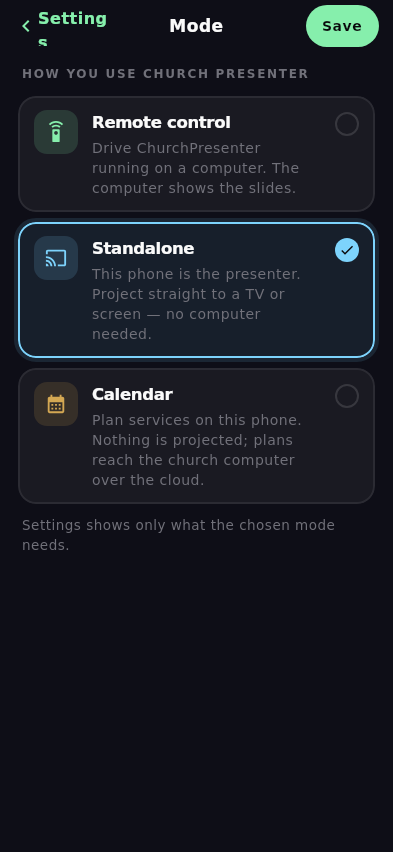 Setting
s
Mode
Save
HOW YOU USE CHURCH PRESENTER
Remote control
Drive ChurchPresenter
running on a computer. The
computer shows the slides.
Standalone
This phone is the presenter.
Project straight to a TV or
screen — no computer
needed.
Calendar
Plan services on this phone.
Nothing is projected; plans
reach the church computer
over the cloud.
Settings shows only what the chosen mode
needs.